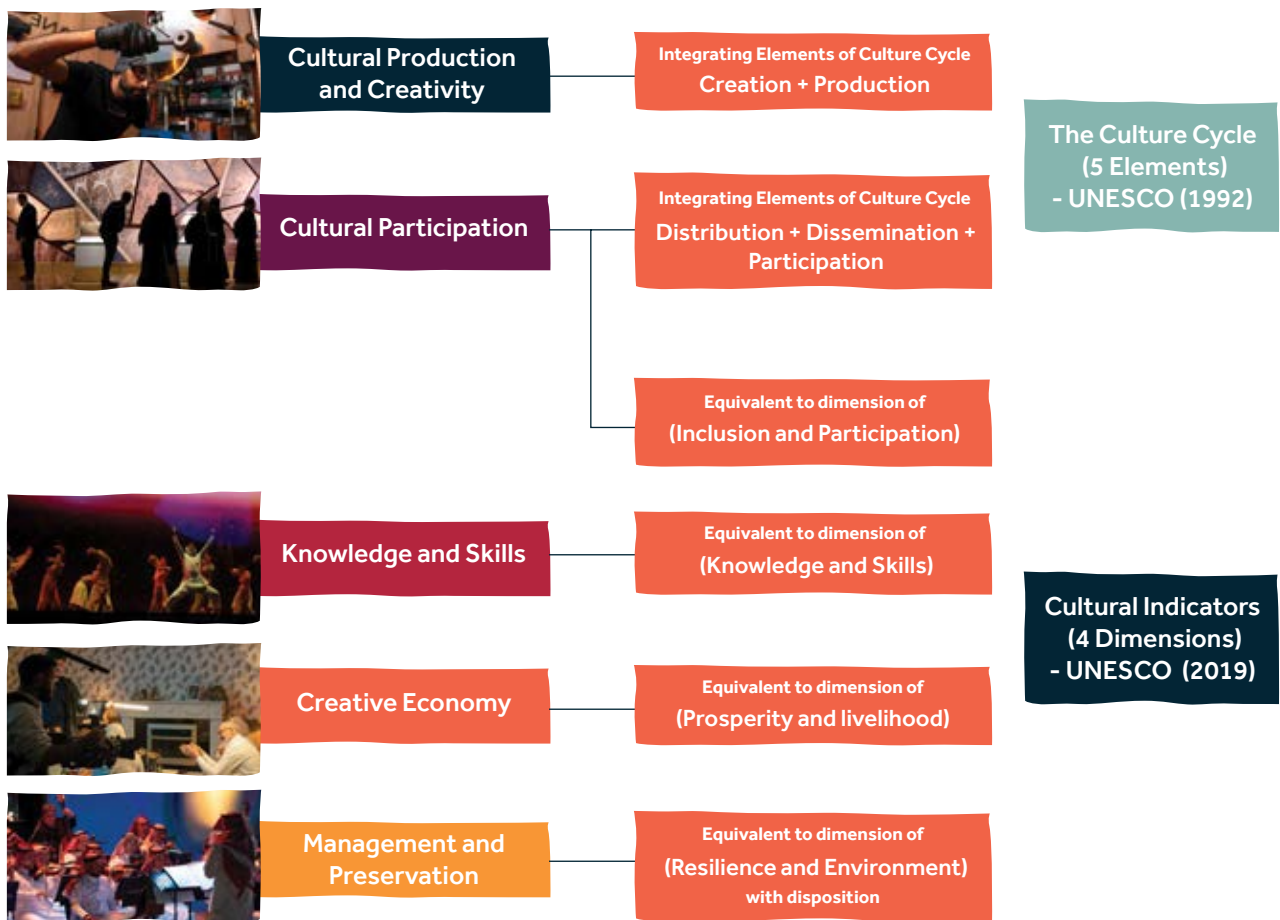 Cultural Production
and Creativity
Integrating Elements of Culture Cycle
Creation + Production
The Culture Cycle
(5 Elements)
- UNESCO (1992)
Cultural Participation
Integrating Elements of Culture Cycle
Distribution + Dissemination +
Participation
Equivalent to dimension of
(Inclusion and Participation)
Knowledge and Skills
Equivalent to dimension of
(Knowledge and Skills)
Cultural Indicators
(4 Dimensions)
- UNESCO (2019)
Creative Economy
Equivalent to dimension of
(Prosperity and livelihood)
Management and
Preservation
Equivalent to dimension of
(Resilience and Environment)
with disposition